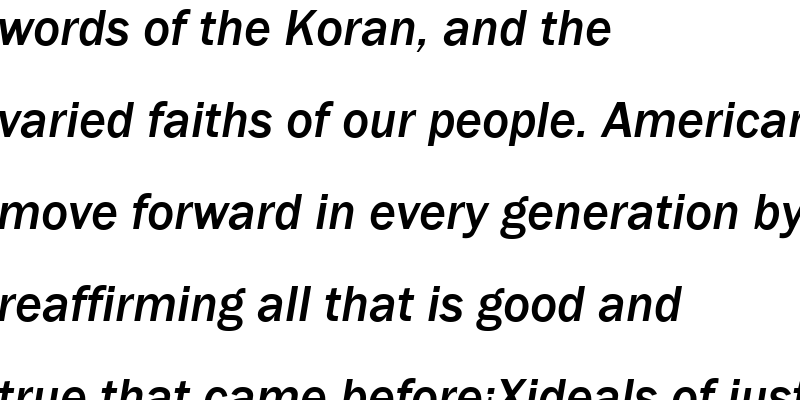 words of the Koran, and the
varied faiths of our people. American
move forward in every generation by
reaffirming all that is good and
true that came before;Xideals of just